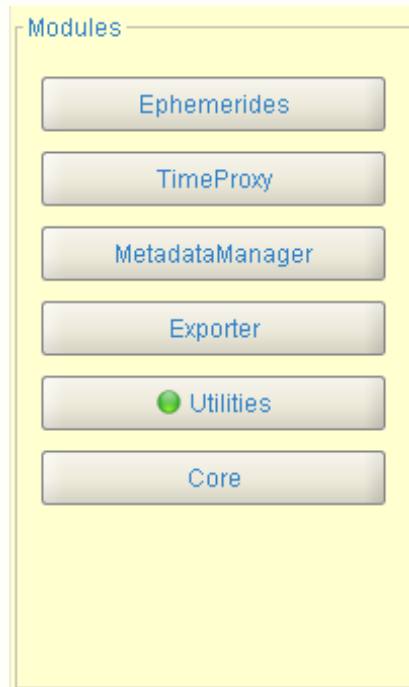 Modules
Ephemerides
TimeProxy
MetadataManager
Exporter
Utilities
Core